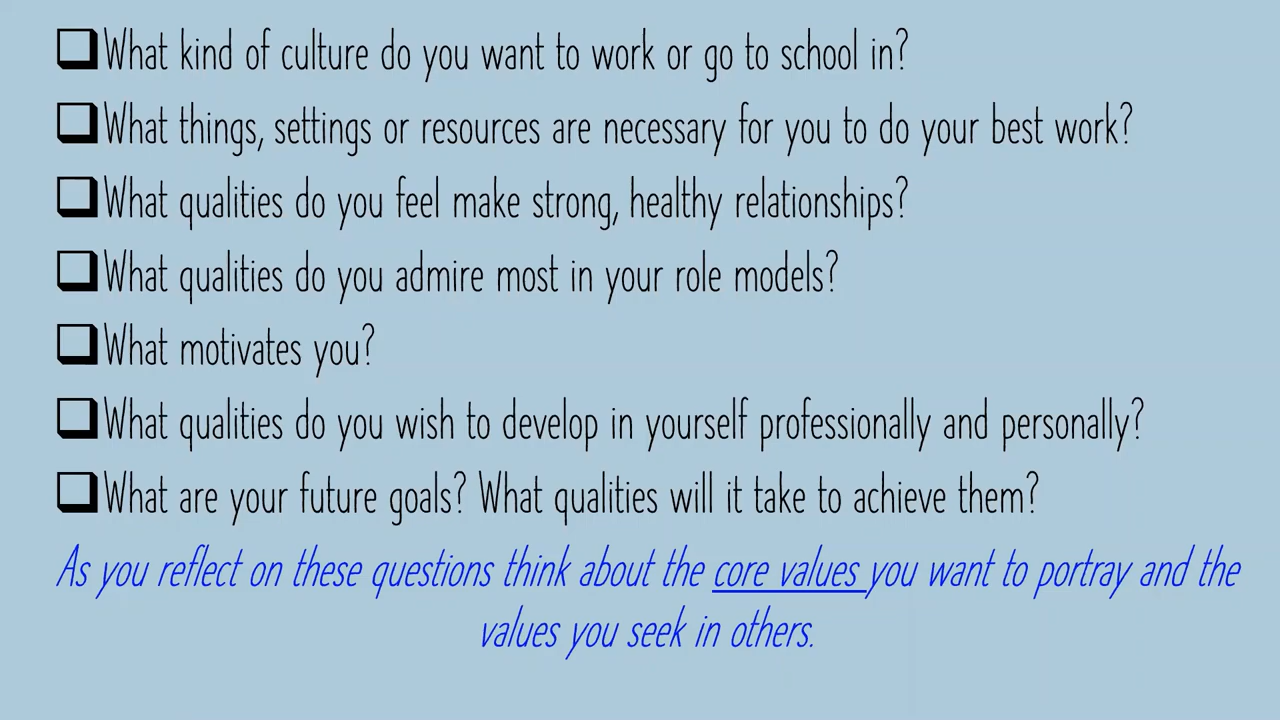 What kind of culture do you want to work or go to school in?
What things, settings or resources are necessary for you to do your best work?
What qualities do you feel make strong, healthy relationships?
What qualities do you admire most in your role models?
What motivates you?
What qualities do you wish to develop in yourself professionally and personally?
What are your future goals? What qualities will it take to achieve them?
As you reflect on these questions think about the core values you want to portray and the
values you seek in others.